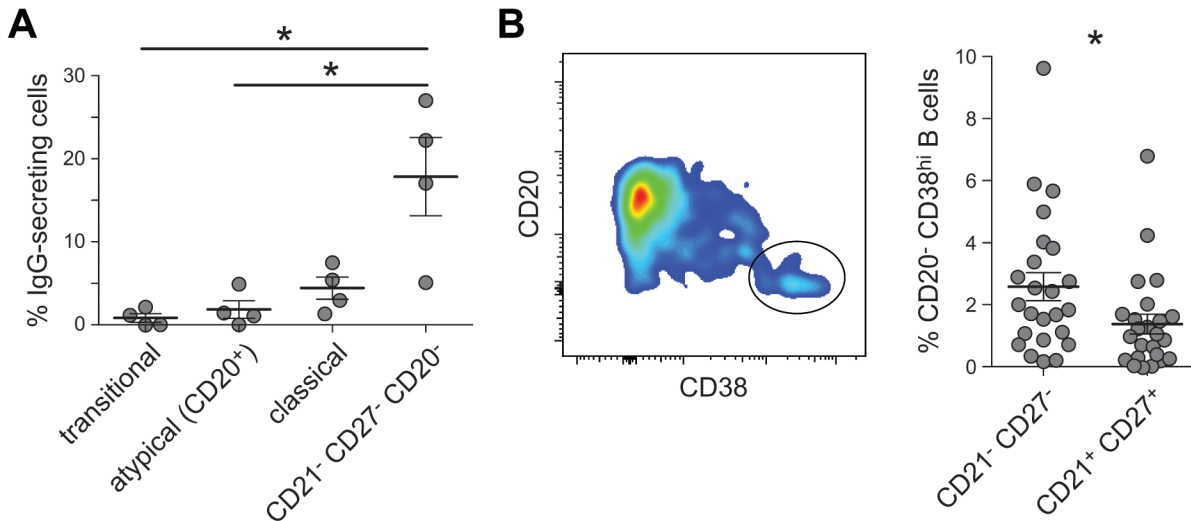 A
*
*
30
20
10
0
% IgG-secreting cells
transitional
atypical (CD20⁺)
classical
CD21⁻ CD27⁻ CD20⁻
B
CD20
CD38
*
10
8
6
4
2
0
% CD20⁻ CD38ʰⁱ B cells
CD21⁻ CD27⁻
CD21⁺ CD27⁺